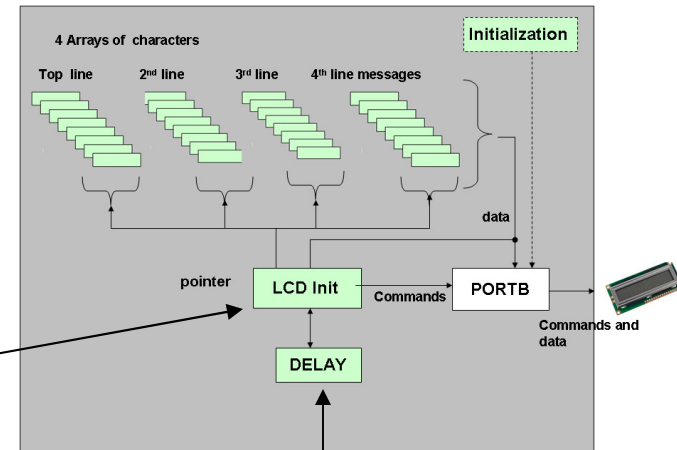 Initialization
4 Arrays of characters
Top line 2nd line 3rd line 4th line messages
data
pointer
LCD Init
Commands
PORTB
Commands and
data
DELAY